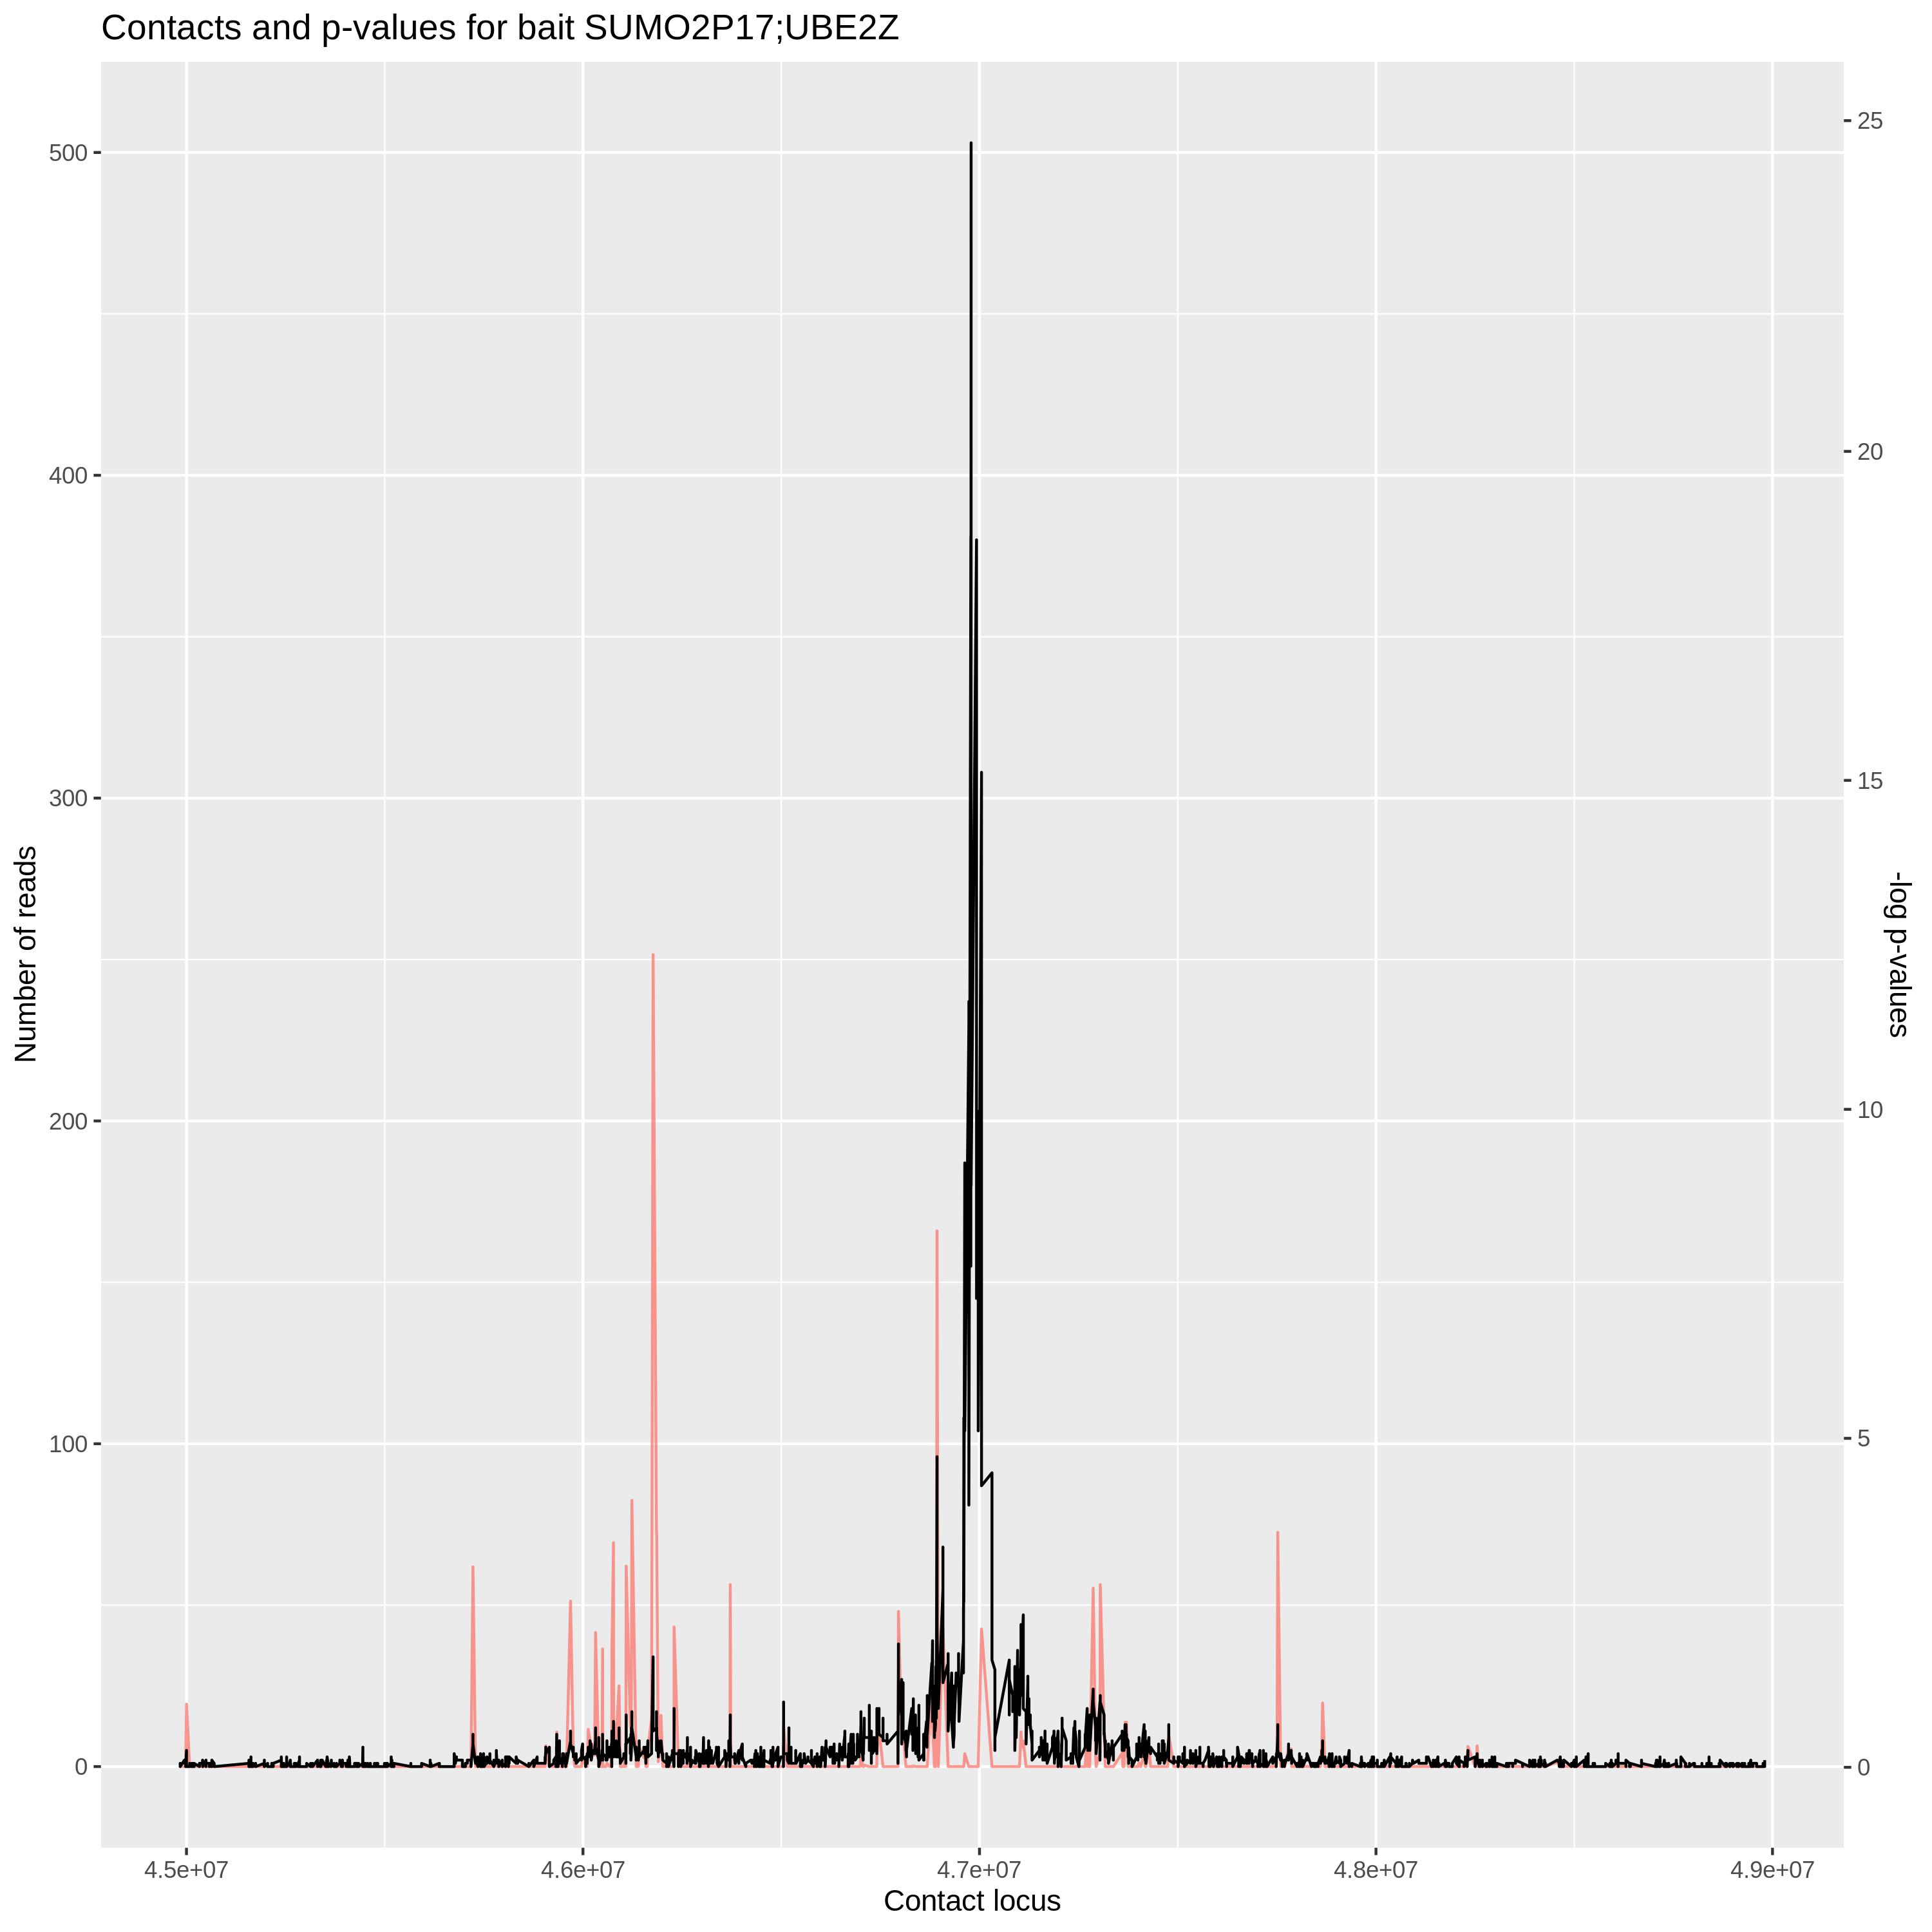 Contacts and p-values for bait SUMO2P17;UBE2Z
500
400
300
200
100
0
Number of reads
25
20
15
10
5
0
-log p-values
4.5e+07
4.6e+07
4.7e+07
4.8e+07
4.9e+07
Contact locus